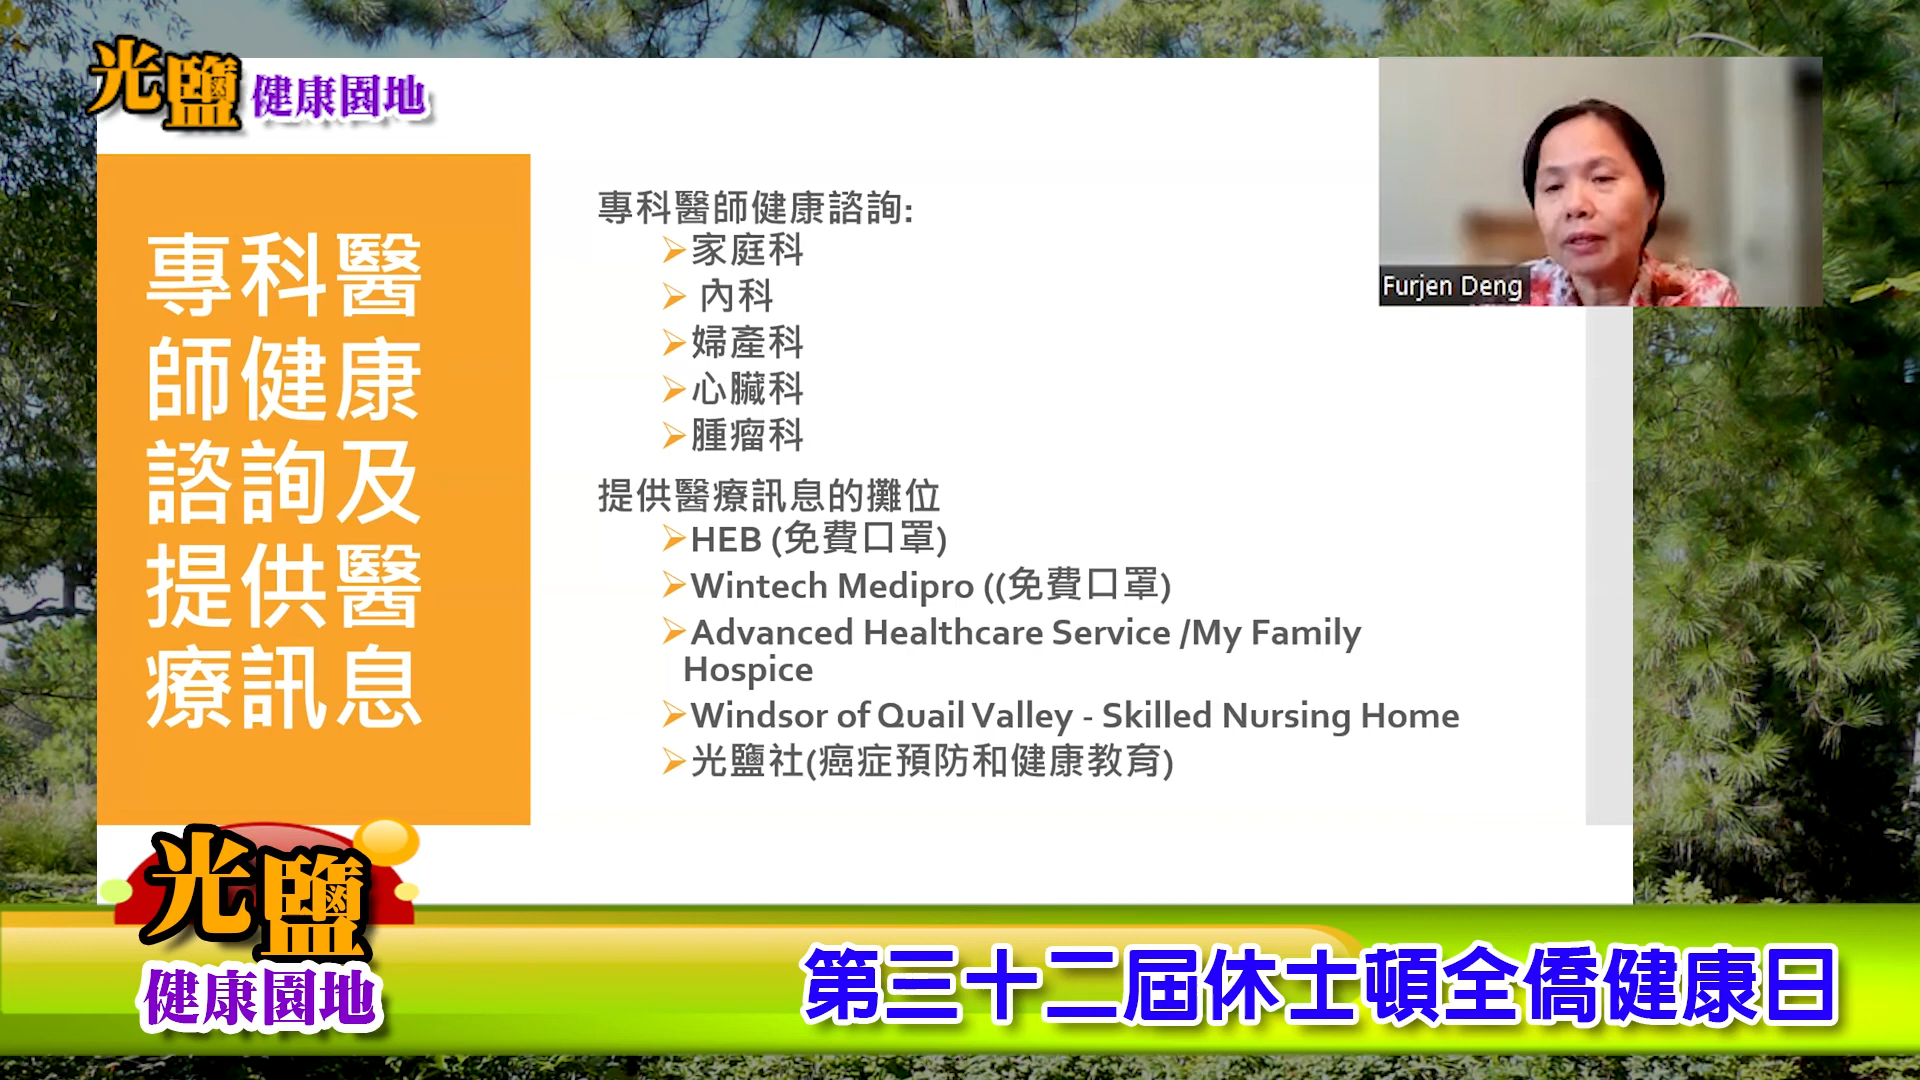 光鹽 健康園地
專科醫
師健康
諮詢及
提供醫
療訊息
專科醫師健康諮詢:
家庭科
內科
婦產科
心臟科
腫瘤科
提供醫療訊息的攤位
HEB (免費口罩)
Wintech Medipro ((免費口罩)
Advanced Healthcare Service /My Family
Hospice
Windsor of Quail Valley - Skilled Nursing Home
光鹽社(癌症預防和健康教育)
Furjen Deng
光鹽
健康園地
第三十二屆休士頓全僑健康日